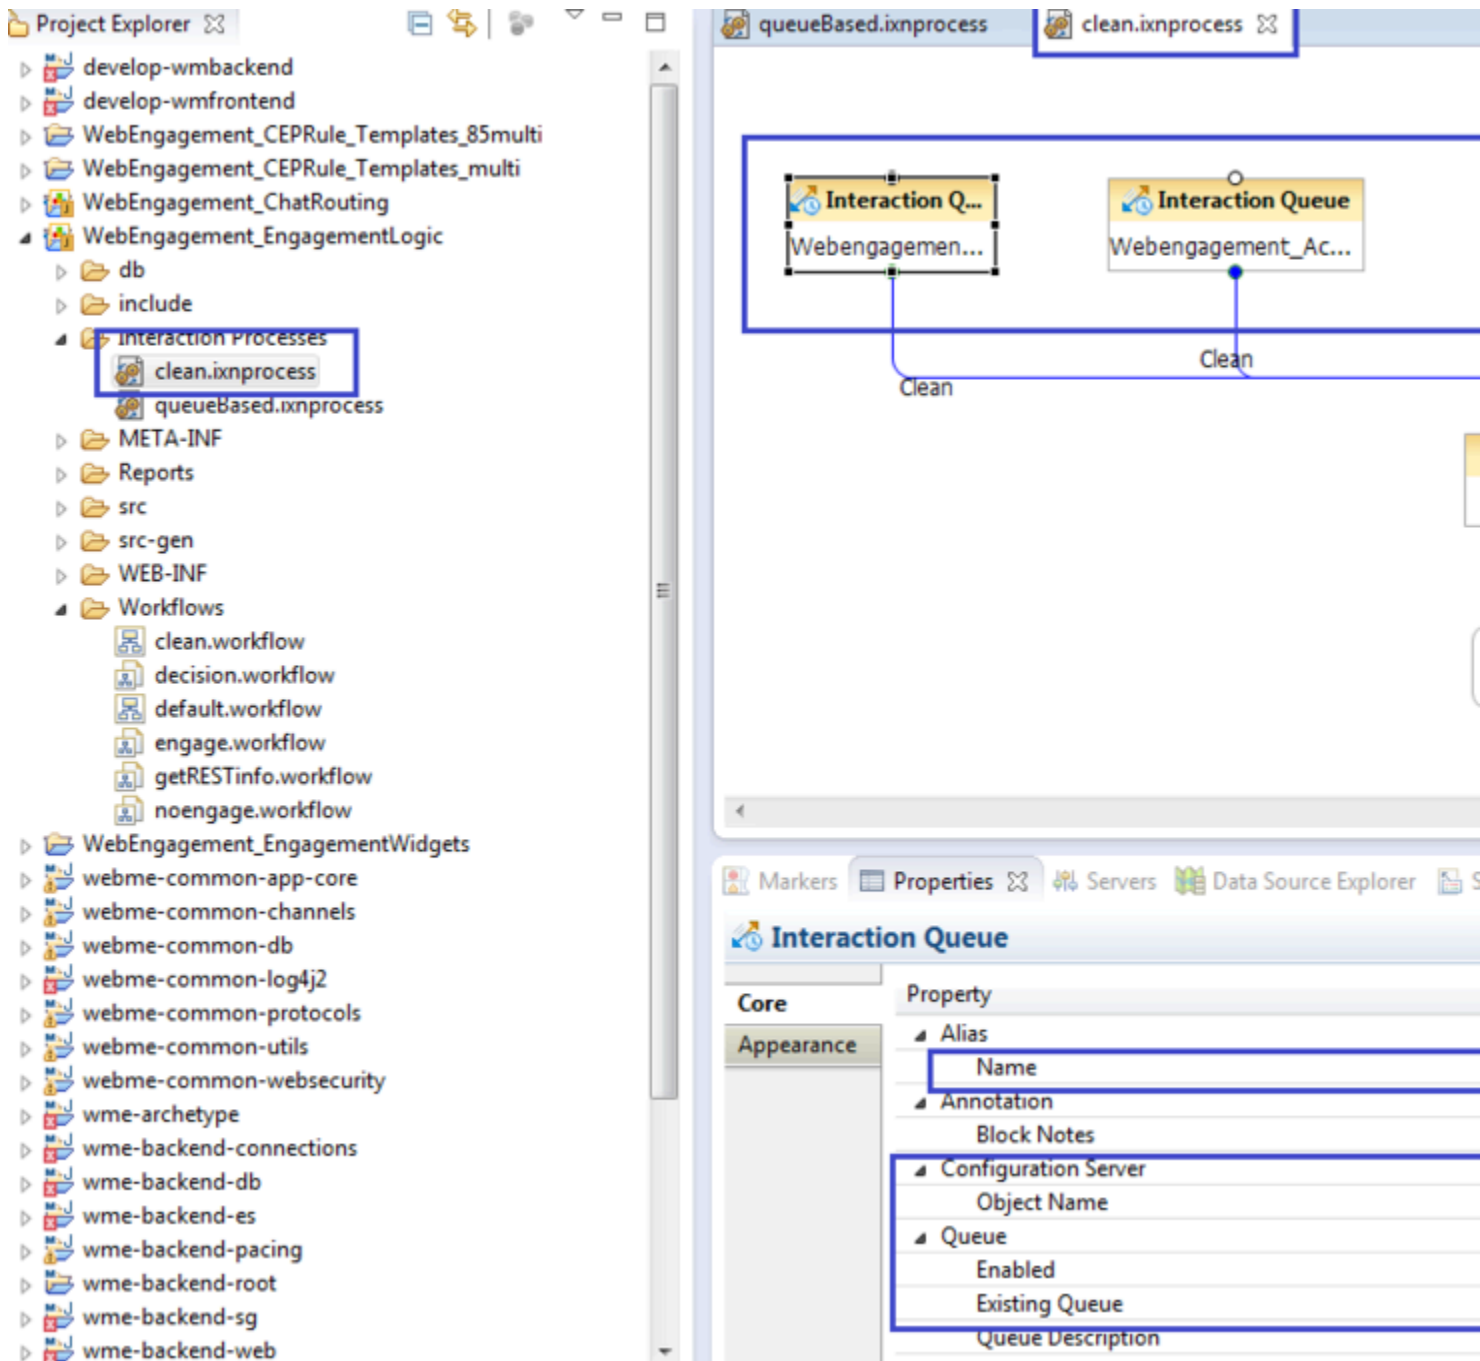 Project Explorer
develop-wmbackend
develop-wmfrontend
WebEngagement_CEPRule_Templates_85multi
WebEngagement_CEPRule_Templates_multi
WebEngagement_ChatRouting
WebEngagement_EngagementLogic
db
include
Interaction Processes
clean.ixnprocess
queueBased.ixnprocess
META-INF
Reports
src
src-gen
WEB-INF
Workflows
clean.workflow
decision.workflow
default.workflow
engage.workflow
getRESTinfo.workflow
noengage.workflow
WebEngagement_EngagementWidgets
webme-common-app-core
webme-common-channels
webme-common-db
webme-common-log4j2
webme-common-protocols
webme-common-utils
webme-common-websecurity
wme-archetype
wme-backend-connections
wme-backend-db
wme-backend-es
wme-backend-pacing
wme-backend-root
wme-backend-sg
wme-backend-web
queueBased.ixnprocess clean.ixnprocess
Interaction Q... Interaction Queue
Webengagemen... Webengagement_Ac...
Clean
Clean
Markers Properties Servers Data Source Explorer S
Interaction Queue
Core
Appearance
Property
Alias
Name
Annotation
Block Notes
Configuration Server
Object Name
Queue
Enabled
Existing Queue
Queue Description